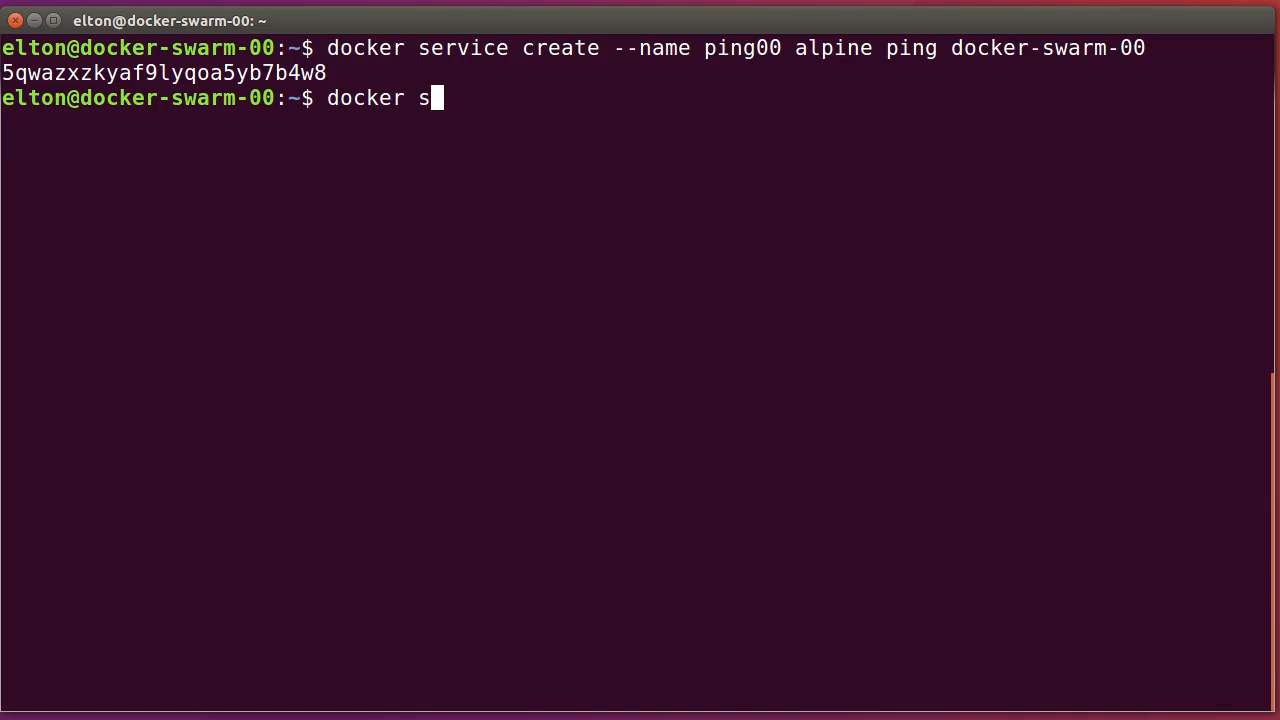 elton@docker-swarm-00: ~
elton@docker-swarm-00:~$ docker service create --name ping00 alpine ping docker-swarm-00
5qwazxzkyaf9lyqoa5yb7b4w8
elton@docker-swarm-00:~$ docker s